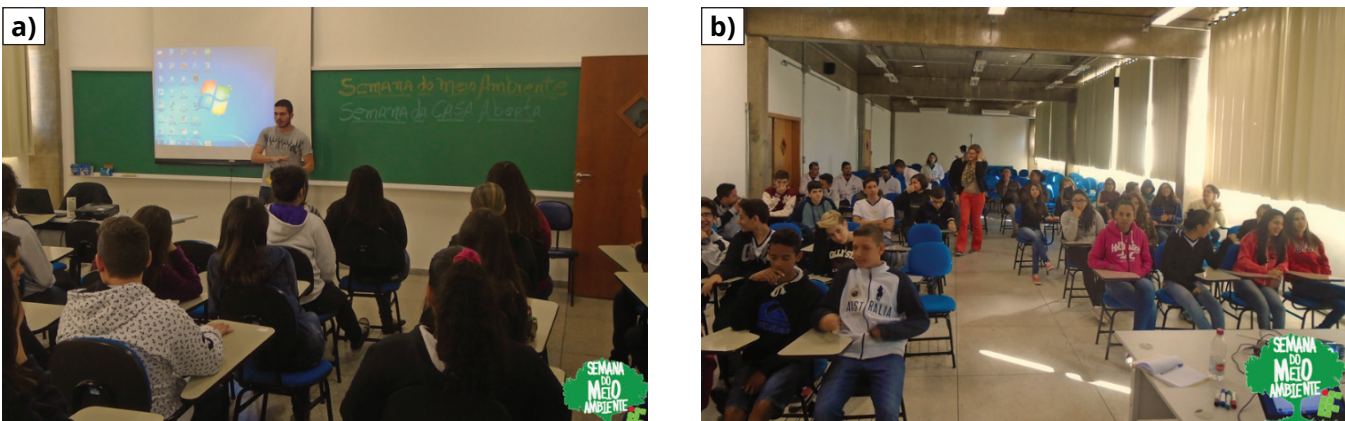 a)
SEMANA do Meio Ambiente
Semana da CASA Aberta
SEMANA
DO
MEIO
AMBIENTE
b)
AUSTRALIA
SEMANA
DO
MEIO
AMBIENTE